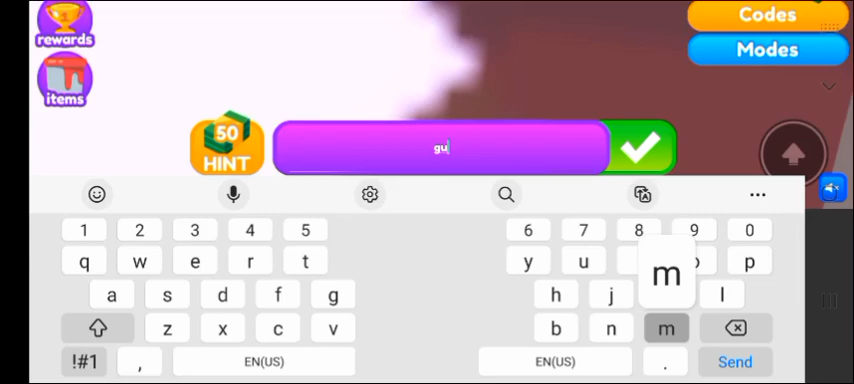 Codes
rewards
Modes
items
50
HINT
gu
1 2 3 4 5 6 7 8 9 0
q w e r t y u p
m
a s d f g h j l
z x c v b n m
!#1 , EN(US) EN(US) . Send